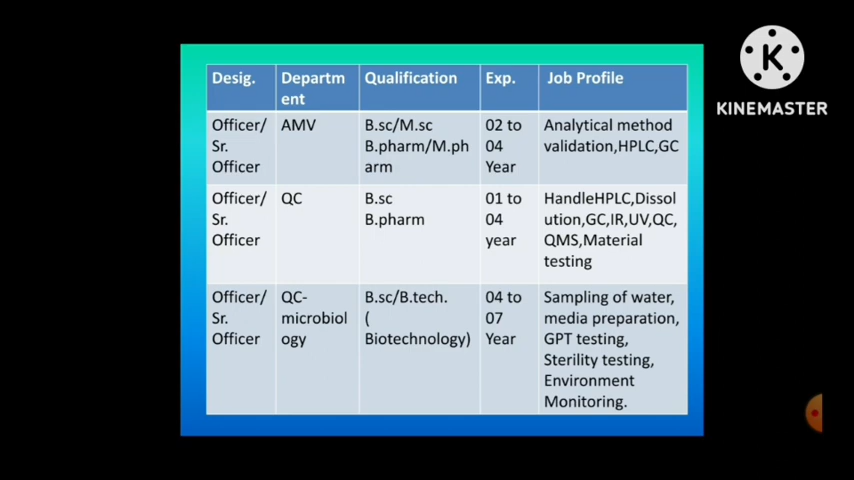 Desig.
Departm
ent
Qualification
Exp.
Job Profile
Officer/
Sr.
Officer
AMV
B.sc/M.sc
B.pharm/M.ph
arm
02 to
04
Year
Analytical method
validation,HPLC,GC
Officer/
Sr.
Officer
QC
B.sc
B.pharm
01 to
04
year
HandleHPLC,Dissol
ution,GC,IR,UV,QC,
QMS,Material
testing
Officer/
Sr.
Officer
QC-
microbiol
ogy
B.sc/B.tech.
(
Biotechnology)
04 to
07
Year
Sampling of water,
media preparation,
GPT testing,
Sterility testing,
Environment
Monitoring.
K
KINEMASTER